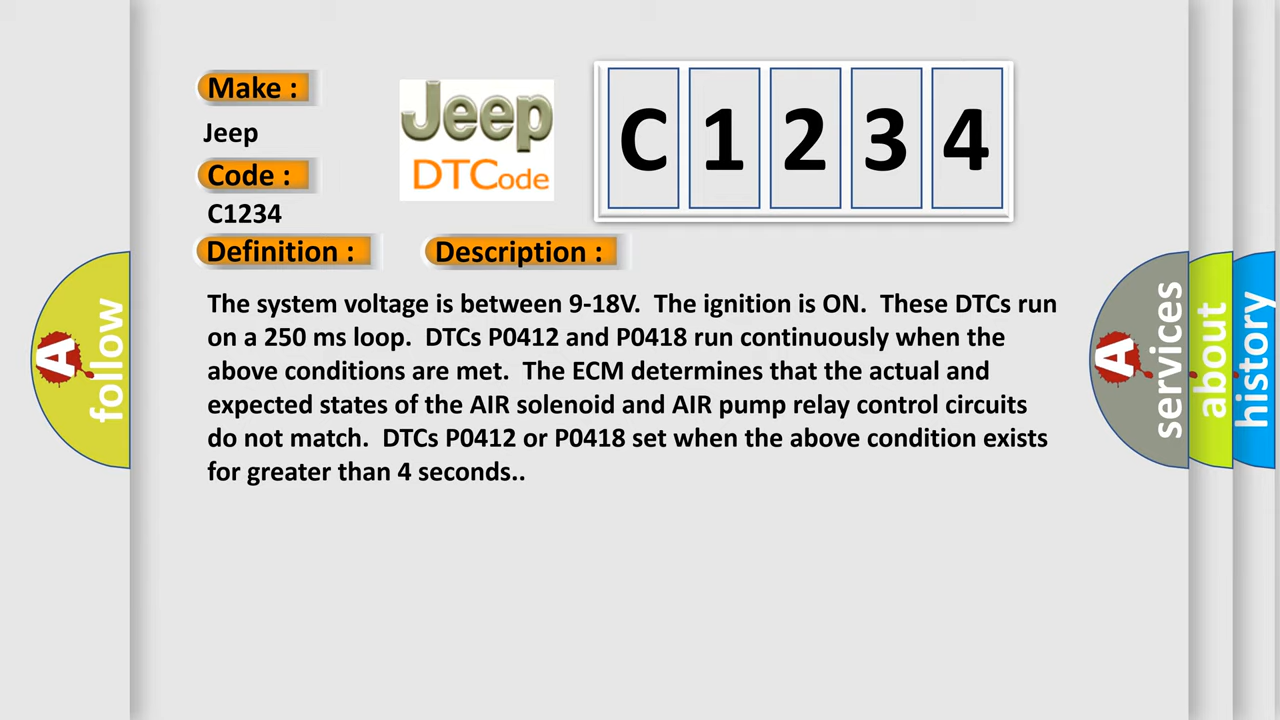 Make :
Jeep
Code :
C1234
Jeep
DTCode
C1234
Definition :
Description :
The system voltage is between 9-18V. The ignition is ON. These DTCs run
on a 250 ms loop. DTCs P0412 and P0418 run continuously when the
above conditions are met. The ECM determines that the actual and
expected states of the AIR solenoid and AIR pump relay control circuits
do not match. DTCs P0412 or P0418 set when the above condition exists
for greater than 4 seconds..
A
follow
A
services
about
history